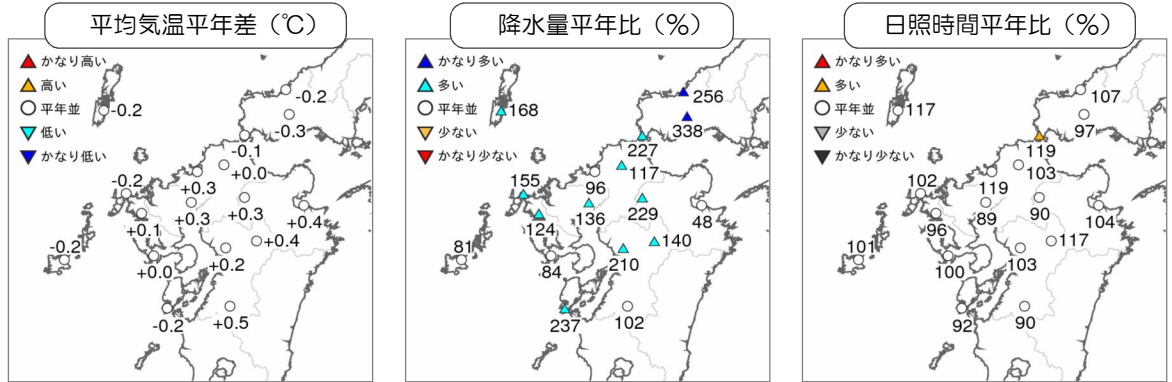 平均気温平年差（℃）
かなり高い
高い
平年並
低い
かなり低い
-0.2
-0.2
-0.3
-0.1
+0.0
+0.3
-0.2
+0.3
+0.3
+0.1
+0.4
+0.4
-0.2
+0.2
+0.0
-0.2
+0.5
降水量平年比（%）
かなり多い
多い
平年並
少ない
かなり少ない
168
256
338
227
117
96
155
136
229
124
48
140
81
210
84
237
102
日照時間平年比（%）
かなり多い
多い
平年並
少ない
かなり少ない
117
107
97
119
103
119
102
89
90
96
104
117
101
103
100
92
90